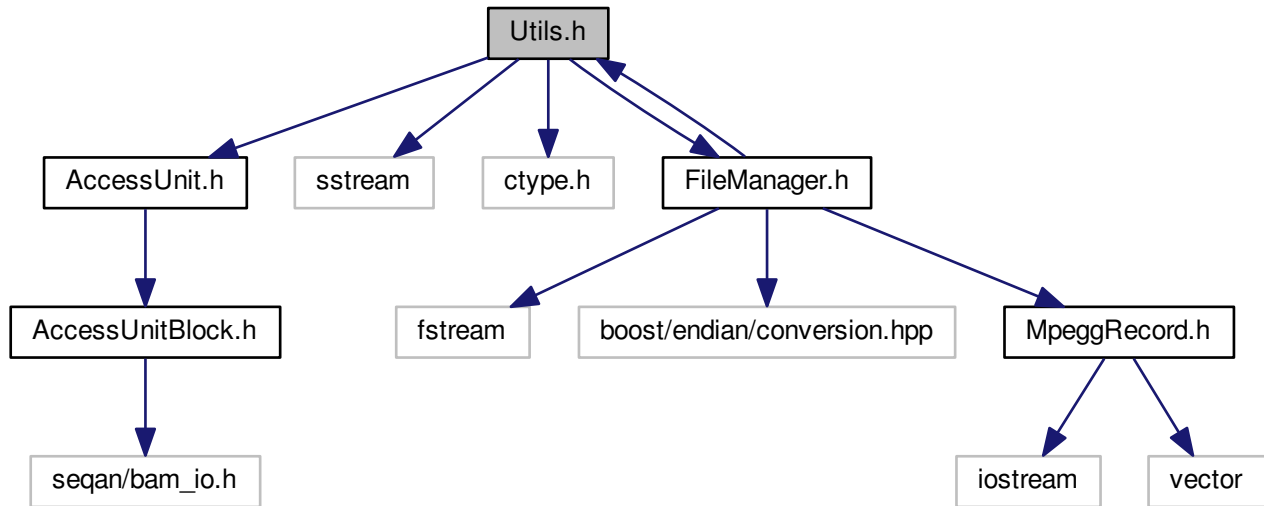 Utils.h
AccessUnit.h
sstream
ctype.h
FileManager.h
AccessUnitBlock.h
fstream
boost/endian/conversion.hpp
MpeggRecord.h
seqan/bam_io.h
iostream
vector